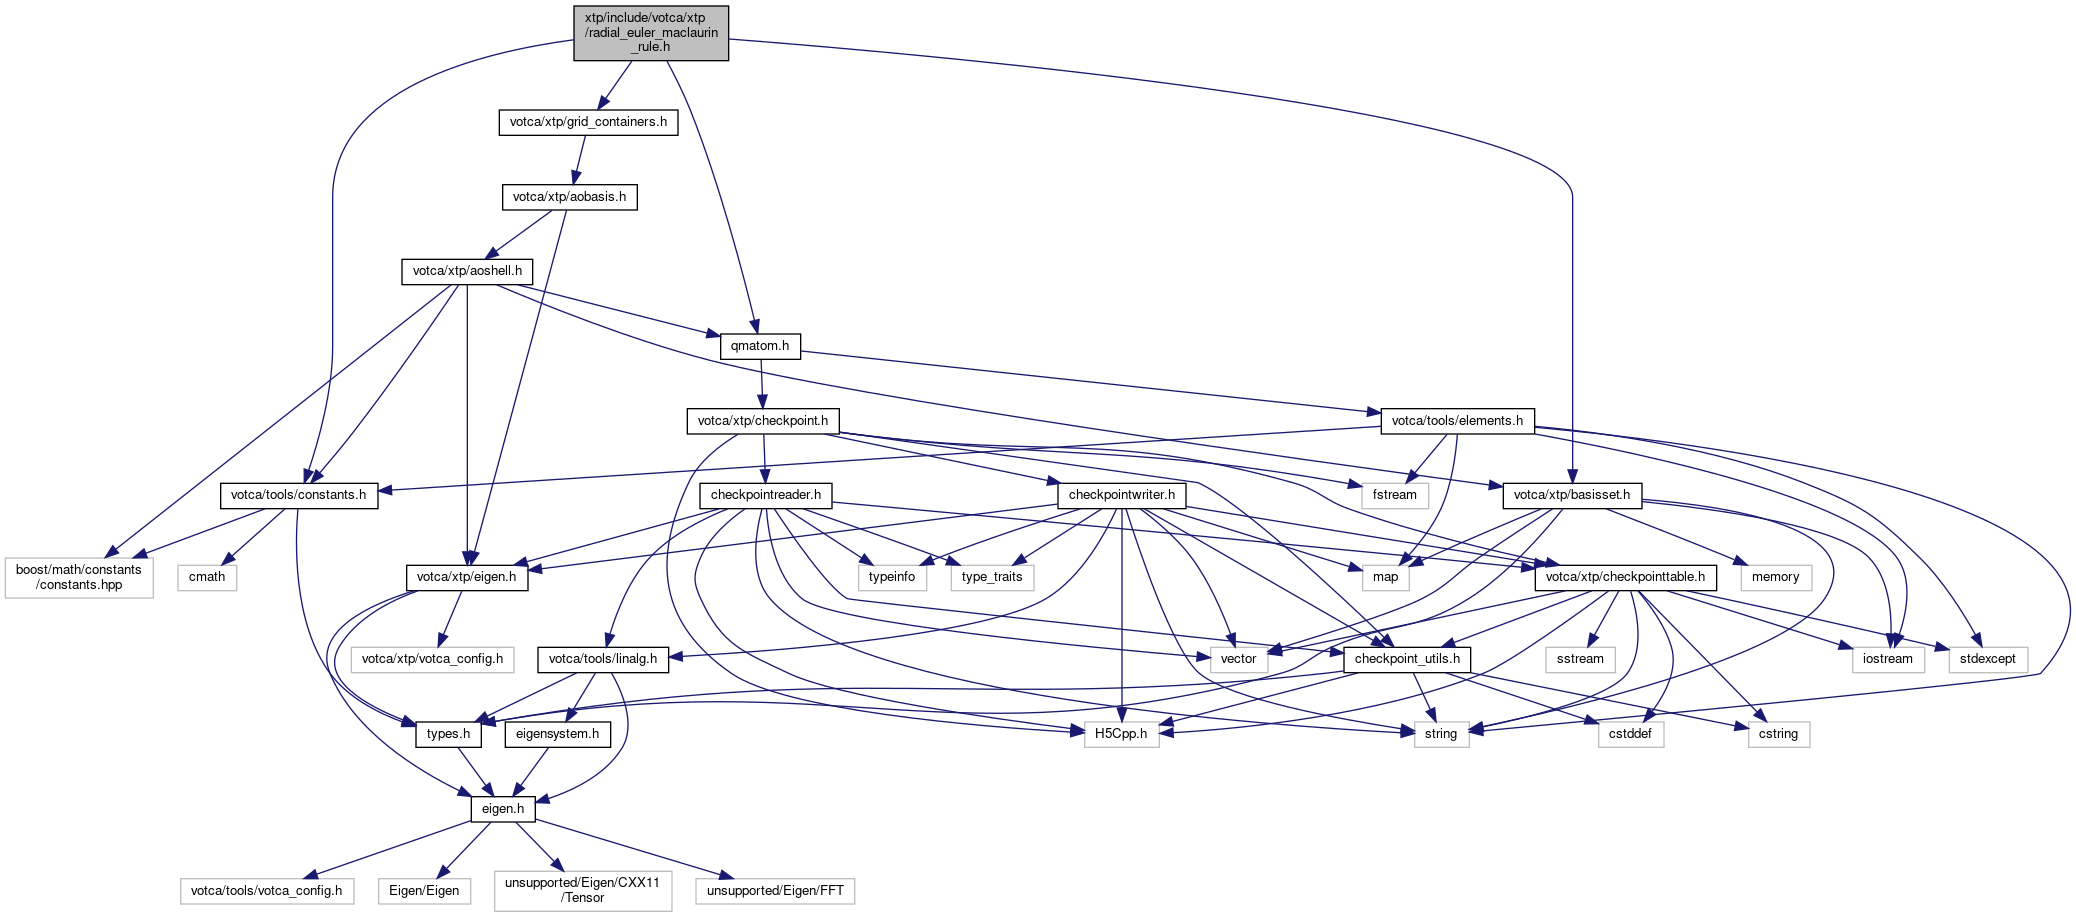 xtp/include/votca/xtp
/radial_euler_maclaurin
_rule.h
votca/xtp/grid_containers.h
votca/xtp/aobasis.h
votca/xtp/aoshell.h
qmatom.h
votca/xtp/checkpoint.h
votca/tools/elements.h
votca/tools/constants.h
checkpointreader.h
checkpointwriter.h
fstream
votca/xtp/basisset.h
boost/math/constants
/constants.hpp
cmath
votca/xtp/eigen.h
typeinfo
type_traits
map
votca/xtp/checkpointtable.h
memory
votca/xtp/votca_config.h
votca/tools/linalg.h
vector
checkpoint_utils.h
sstream
iostream
stdexcept
types.h
eigensystem.h
H5Cpp.h
string
cstddef
cstring
eigen.h
votca/tools/votca_config.h
Eigen/Eigen
unsupported/Eigen/CXX11
/Tensor
unsupported/Eigen/FFT